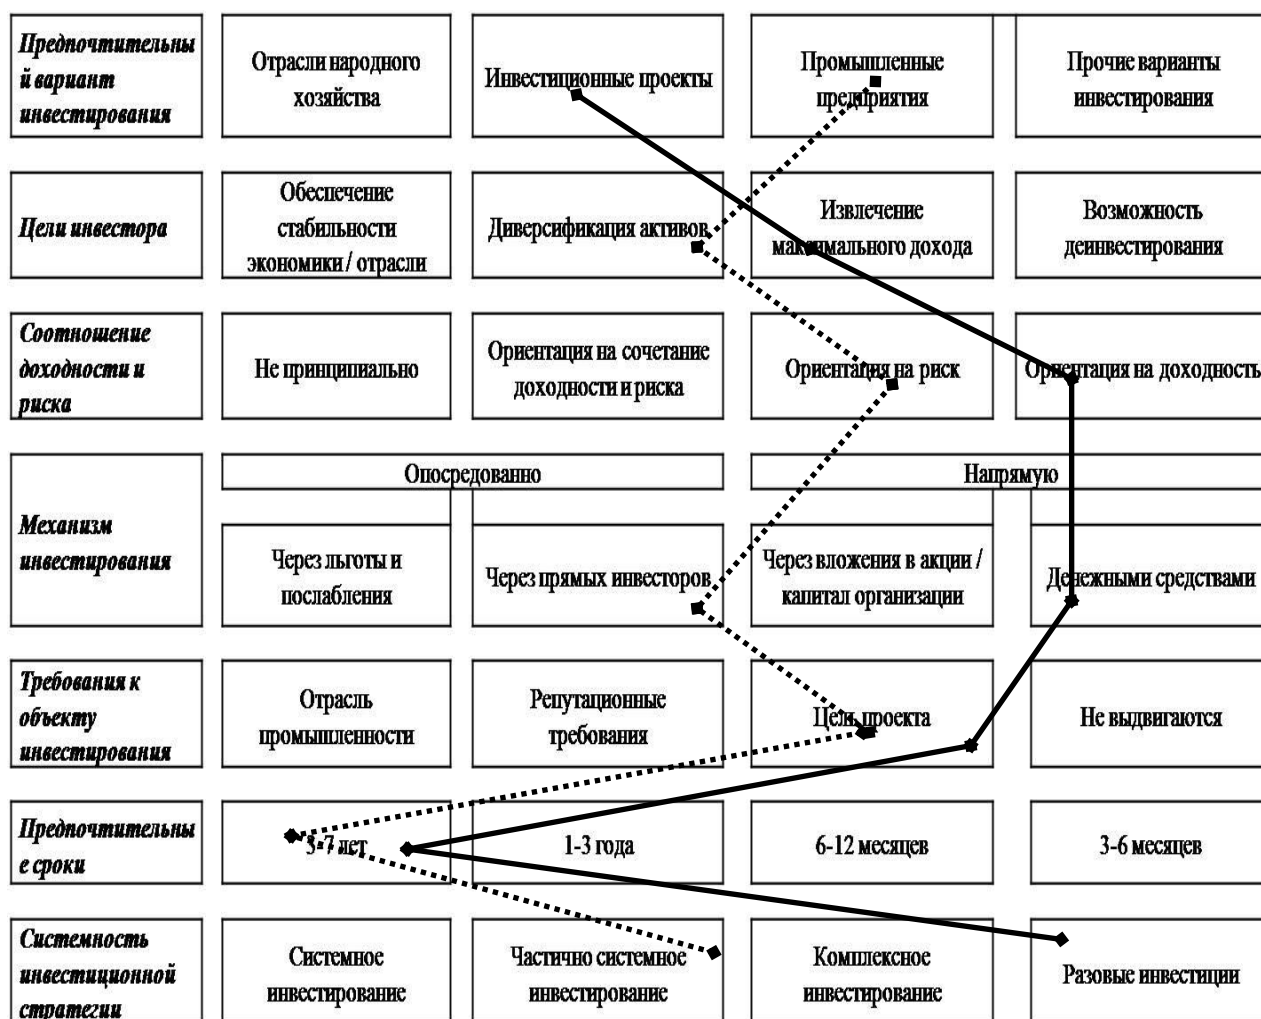 Предпочтительны
й вариант
инвестирования
Отрасли народного
хозяйства
Инвестиционные проекты
Промышленные
предприятия
Прочие варианты
инвестирования
Цели инвестора
Обеспечение
стабильности
экономики / отрасли
Диверсификация активов
Извлечение
максимального дохода
Возможность
деинвестирования
Соотношение
доходности и
риска
Не принципиально
Ориентация на сочетание
доходности и риска
Ориентация на риск
Ориентация на доходность
Механизм
инвестирования
Опосредованно
Напрямую
Через льготы и
послабления
Через прямых инвесторов
Через вложения в акции /
капитал организации
Денежными средствами
Требования к
объекту
инвестирования
Отрасль
промышленности
Репутационные
требования
Цель проекта
Не выдвигаются
Предпочтительны
е сроки
3-7 лет
1-3 года
6-12 месяцев
3-6 месяцев
Системность
инвестиционной
стратегии
Системное
инвестирование
Частично системное
инвестирование
Комплексное
инвестирование
Разовые инвестиции